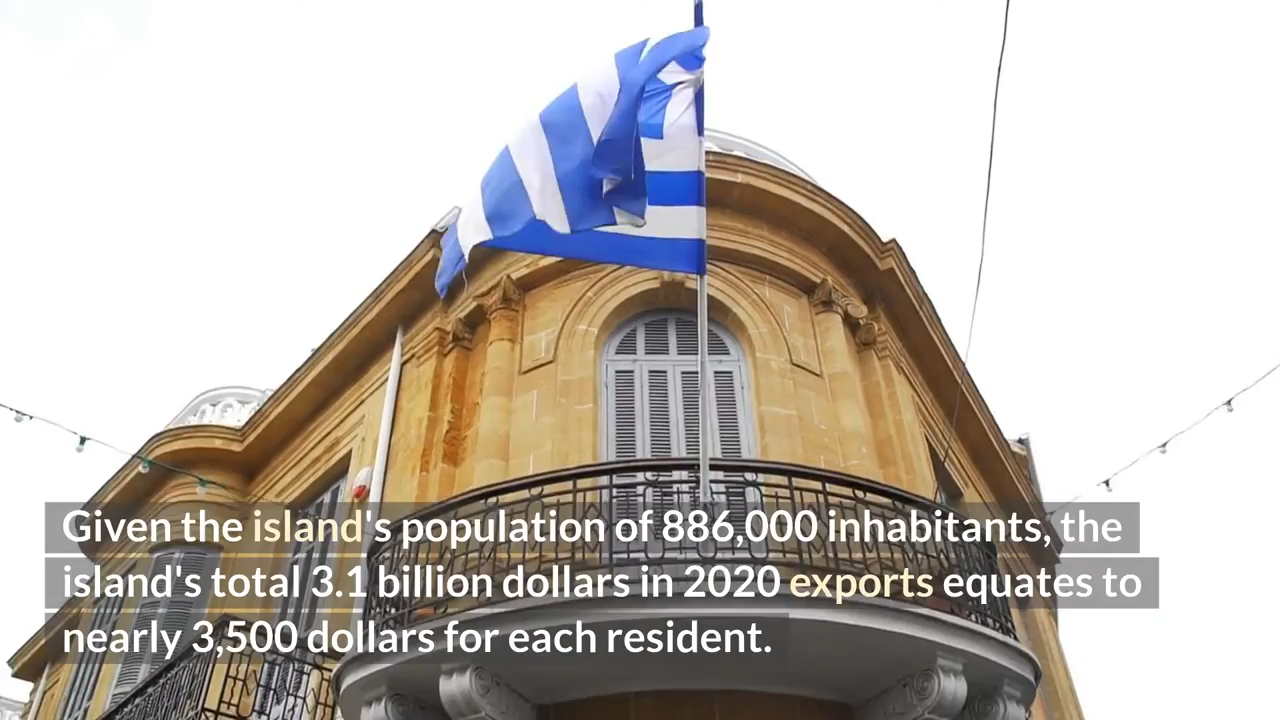 Given the island's population of 886,000 inhabitants, the
island's total 3.1 billion dollars in 2020 exports equates to
nearly 3,500 dollars for each resident.